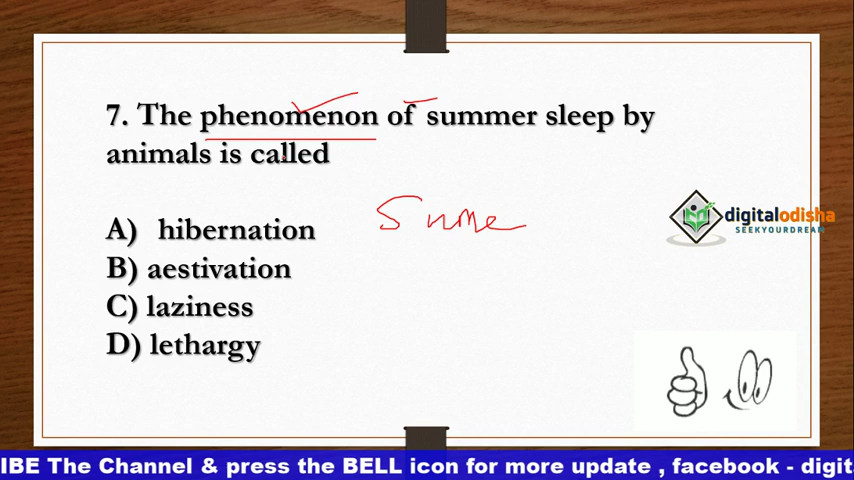 7. The phenomenon of summer sleep by
animals is called
A) hibernation
B) aestivation
C) laziness
D) lethargy
Sume
digitalodisha
SEEKYOURDREAM
IBE The Channel & press the BELL icon for more update , facebook - digit